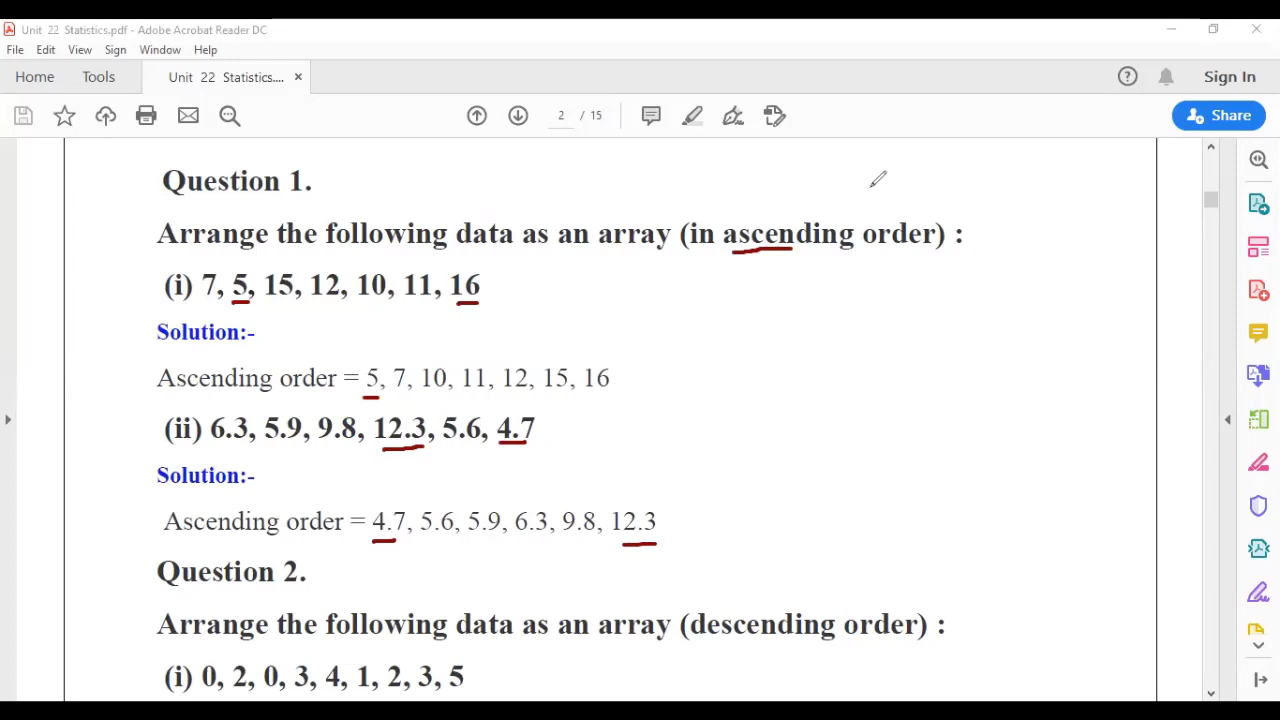 Unit 22 Statistics.pdf - Adobe Acrobat Reader DC
File Edit View Sign Window Help
Home Tools Unit 22 Statistics.... × Sign In
2 / 15 Share
Question 1.
Arrange the following data as an array (in ascending order) :
(i) 7, 5, 15, 12, 10, 11, 16
Solution:-
Ascending order = 5, 7, 10, 11, 12, 15, 16
(ii) 6.3, 5.9, 9.8, 12.3, 5.6, 4.7
Solution:-
Ascending order = 4.7, 5.6, 5.9, 6.3, 9.8, 12.3
Question 2.
Arrange the following data as an array (descending order) :
(i) 0, 2, 0, 3, 4, 1, 2, 3, 5